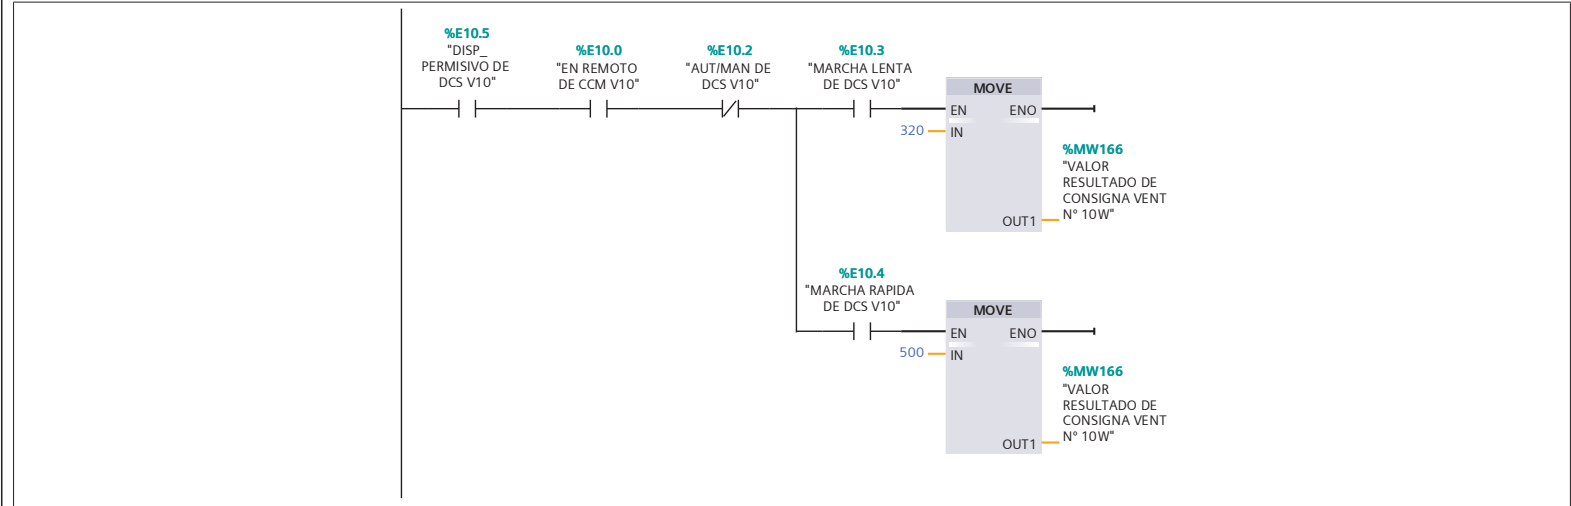 %E10.5
"DISP_
PERMISIVO DE
DCS V10"
%E10.0
"EN REMOTO
DE CCM V10"
%E10.2
"AUT/MAN DE
DCS V10"
%E10.3
"MARCHA LENTA
DE DCS V10"
MOVE
EN ENO
320 IN
%MW166
"VALOR
RESULTADO DE
CONSIGNA VENT
N° 10W"
OUT1
%E10.4
"MARCHA RAPIDA
DE DCS V10"
MOVE
EN ENO
500 IN
%MW166
"VALOR
RESULTADO DE
CONSIGNA VENT
N° 10W"
OUT1